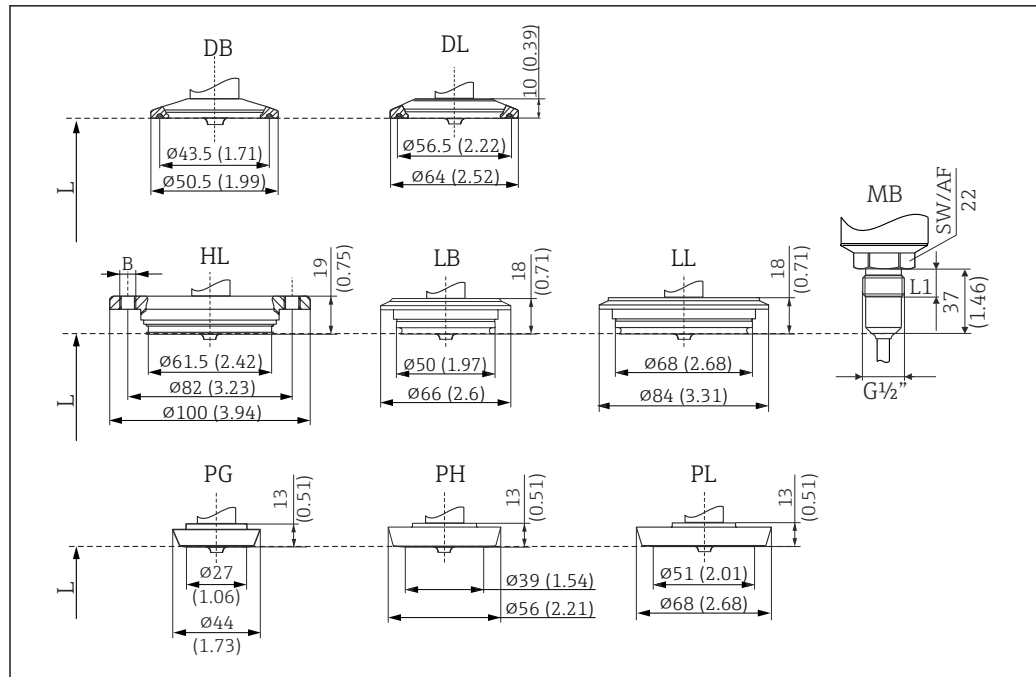 DB
DL
10 (0.39)
Ø43.5 (1.71)
Ø50.5 (1.99)
Ø56.5 (2.22)
Ø64 (2.52)
L
MB
SW/AF
22
B
HL
19
(0.75)
LB
18
(0.71)
LL
18
(0.71)
L1
37
(1.46)
Ø61.5 (2.42)
Ø82 (3.23)
Ø100 (3.94)
Ø50 (1.97)
Ø66 (2.6)
Ø68 (2.68)
Ø84 (3.31)
G½"
L
PG
13
(0.51)
PH
13
(0.51)
PL
13
(0.51)
L
Ø27
(1.06)
Ø44
(1.73)
Ø39 (1.54)
Ø56 (2.21)
Ø51 (2.01)
Ø68 (2.68)